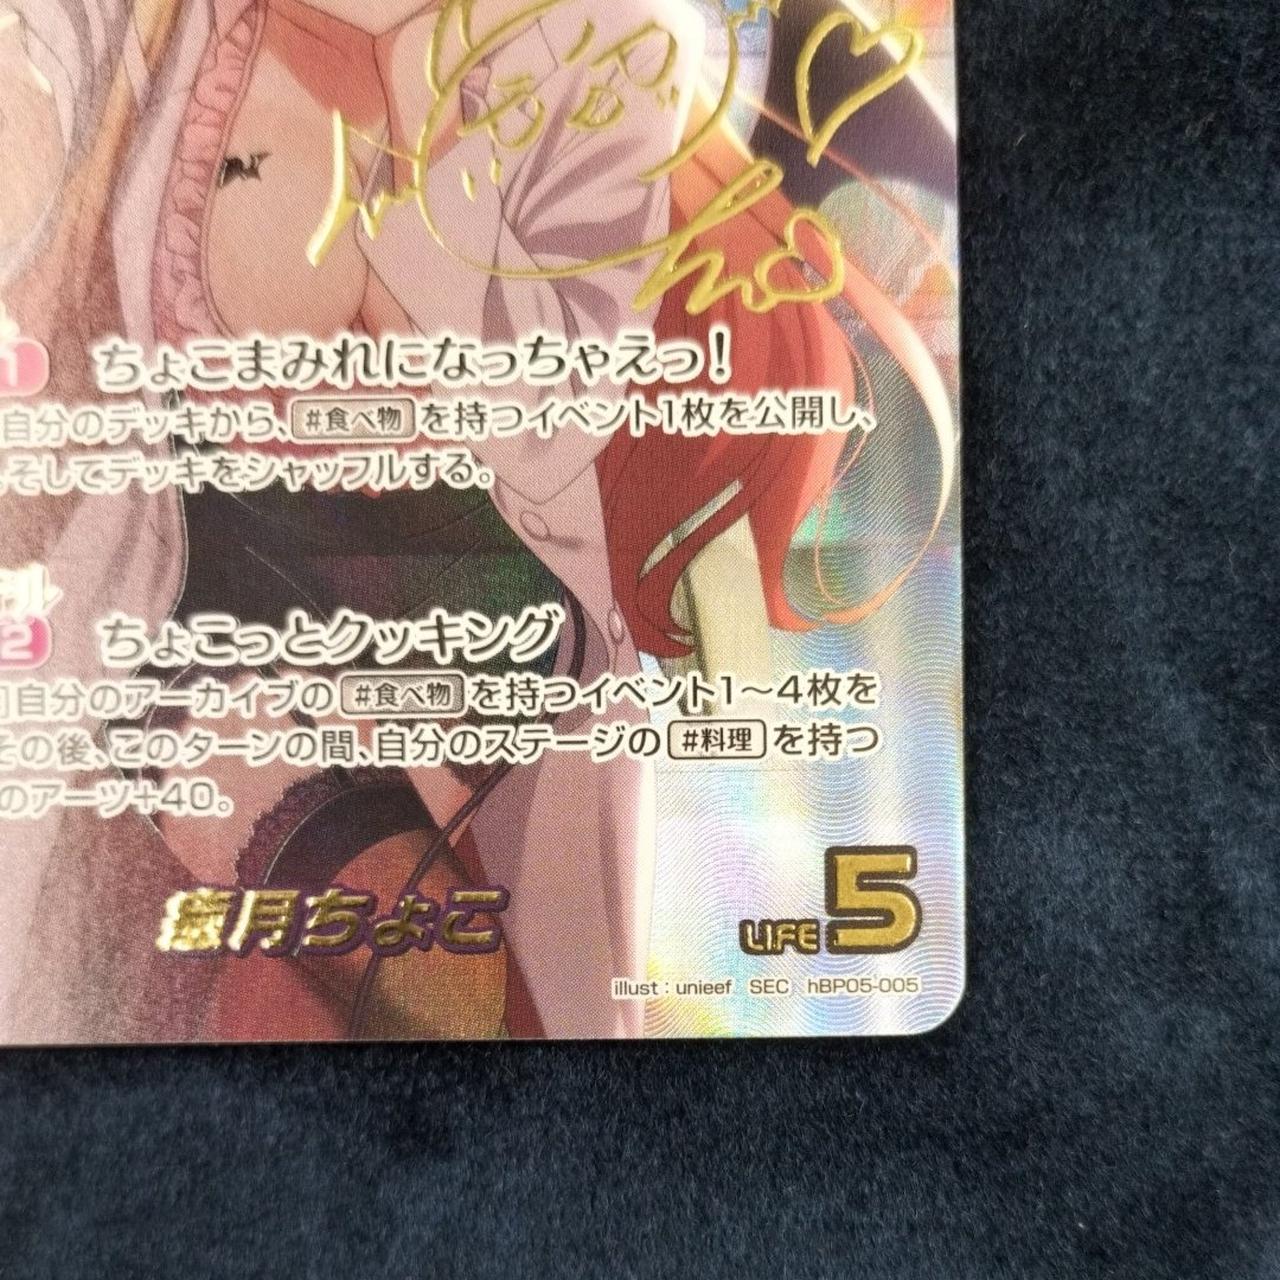 1 ちょこまみれになっちゃえっ！
自分のデッキから、#食べ物を持つイベント1枚を公開し、
そしてデッキをシャッフルする。
2 ちょこっとクッキング
自分のアーカイブの#食べ物を持つイベント1～4枚を
その後、このターンの間、自分のステージの#料理を持つ
のアーツ+40。
癒月ちょこ
LIFE 5
illust：unieef SEC hBP05-005